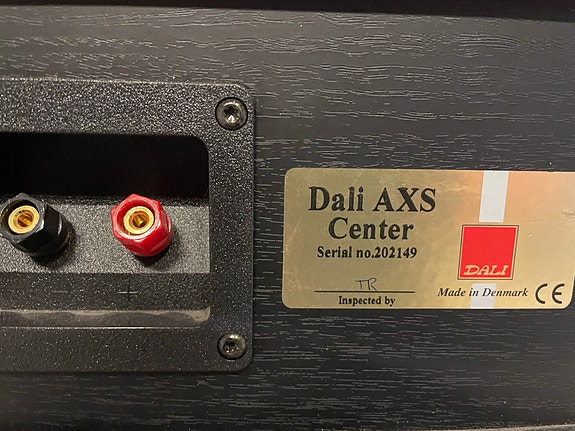 Dali AXS
Center
Serial no.202149
TR
Inspected by
DALI
Made in Denmark CE
+